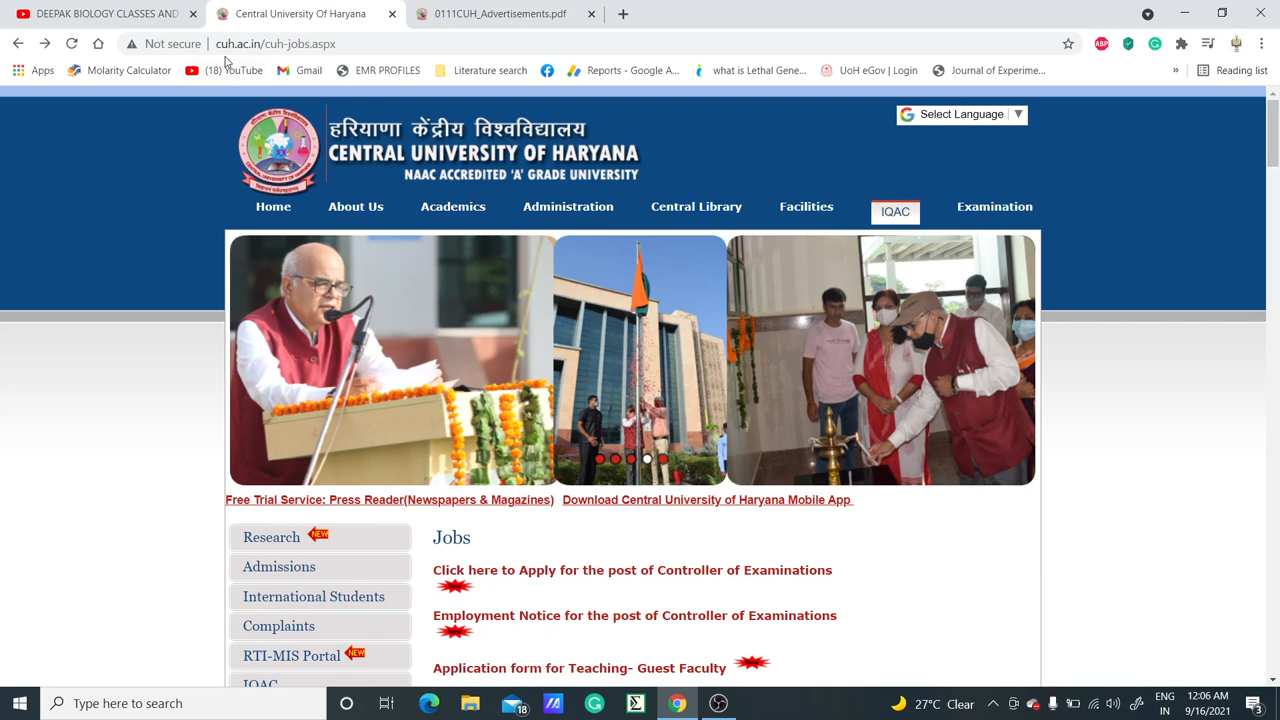 DEEPAK BIOLOGY CLASSES AND
Central University Of Haryana
0111CUH_Advertisements.pdf
Not secure
cuh.ac.in/cuh-jobs.aspx
ABP
Apps
Molarity Calculator
(18) YouTube
Gmail
EMR PROFILES
Literature search
Reports - Google A...
what is Lethal Gene...
UoH eGov | Login
Journal of Experime...
»
Reading list
हरियाणा केंद्रीय विश्वविद्यालय
CENTRAL UNIVERSITY OF HARYANA
NAAC ACCREDITED 'A' GRADE UNIVERSITY
Select Language
Home
About Us
Academics
Administration
Central Library
Facilities
IQAC
Examination
Free Trial Service: Press Reader(Newspapers & Magazines)
Download Central University of Haryana Mobile App
Research NEW
Admissions
International Students
Complaints
RTI-MIS Portal NEW
IQAC
Jobs
Click here to Apply for the post of Controller of Examinations
Employment Notice for the post of Controller of Examinations
Application form for Teaching- Guest Faculty
Type here to search
18
27°C Clear
ENG
IN
12:06 AM
9/16/2021
3